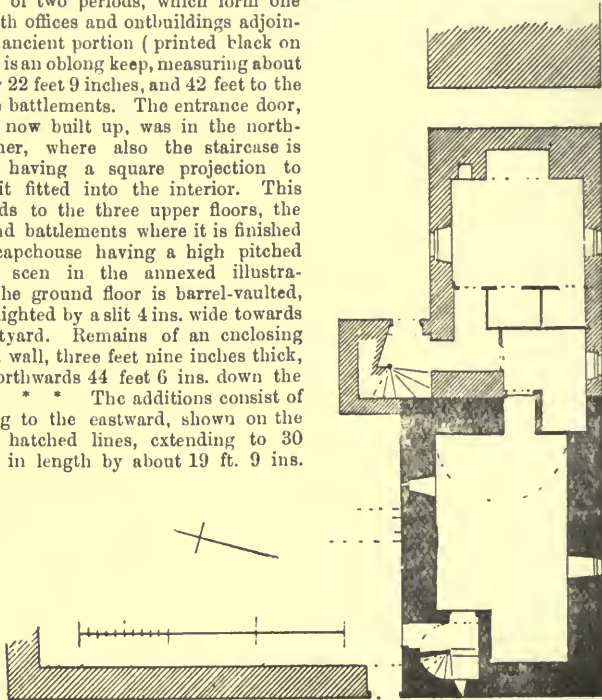 of two periods, which form one
th offices and ontbuildings adjoin-
ancient portion ( printed black on
is an oblong keep, measuring about
22 feet 9 inches, and 42 feet to the
battlements. The entrance door,
now built up, was in the north-
ner, where also the staircase is
having a square projection to
it fitted into the interior. This
ds to the three upper floors, the
nd battlements where it is finished
capchouse having a high pitched
scen in the annexed illustra-
he ground floor is barrel-vaulted,
ighted by a slit 4 ins. wide towards
tyard. Remains of an cnclosing
wall, three feet nine inches thick,
orthwards 44 feet 6 ins. down the
* * The additions consist of
g to the eastward, shown on the
hatched lines, cxtending to 30
in length by about 19 ft. 9 ins.